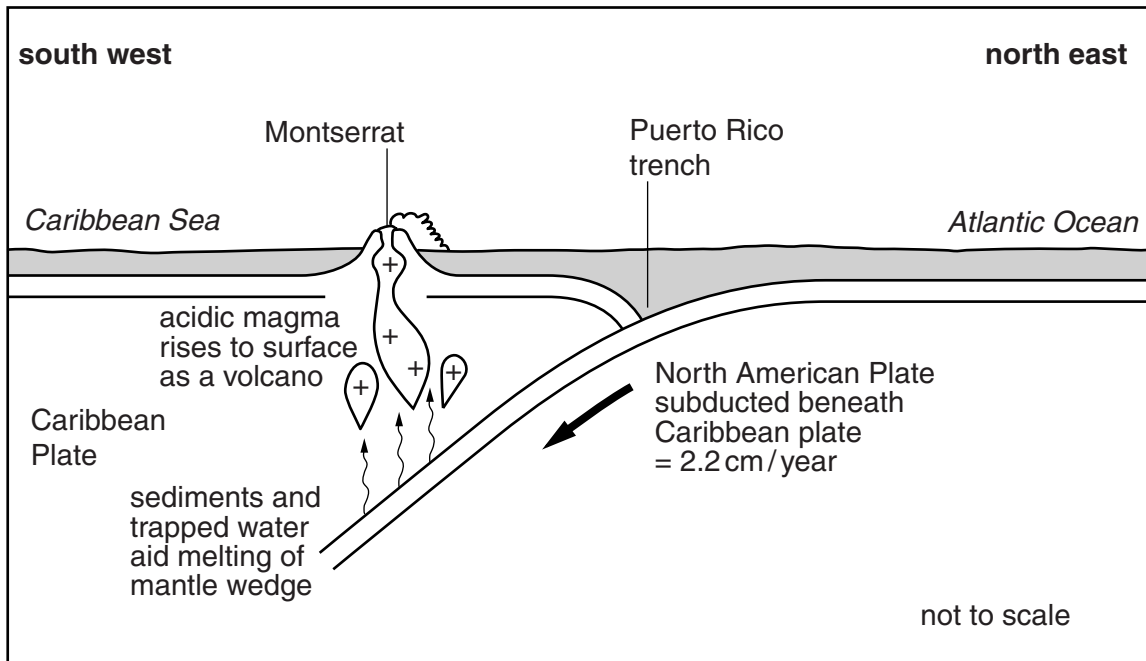 south west
north east
Montserrat
Puerto Rico
trench
Caribbean Sea
Atlantic Ocean
acidic magma
rises to surface
as a volcano
North American Plate
subducted beneath
Caribbean plate
= 2.2 cm / year
Caribbean
Plate
sediments and
trapped water
aid melting of
mantle wedge
not to scale